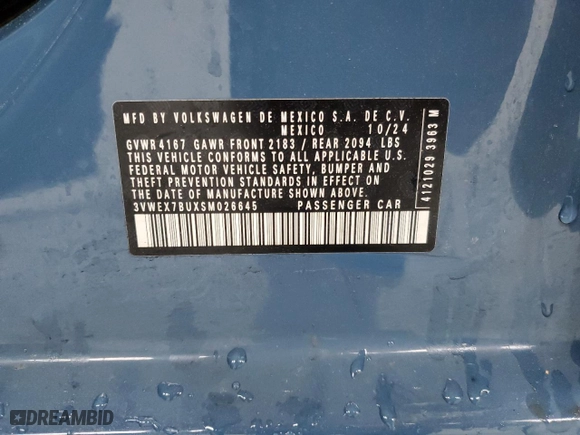 MFD BY VOLKSWAGEN DE MEXICO S.A. DE C.V.
MEXICO 10/24
GVWR 4167 GAWR FRONT 2183 / REAR 2094 LBS
THIS VEHICLE CONFORMS TO ALL APPLICABLE U.S.
FEDERAL MOTOR VEHICLE SAFETY, BUMPER AND
THEFT PREVENTION STANDARDS IN EFFECT ON
THE DATE OF MANUFACTURE SHOWN ABOVE.
3VWEX7BUXSM026645 PASSENGER CAR
4121029 3963 M
DREAMBID